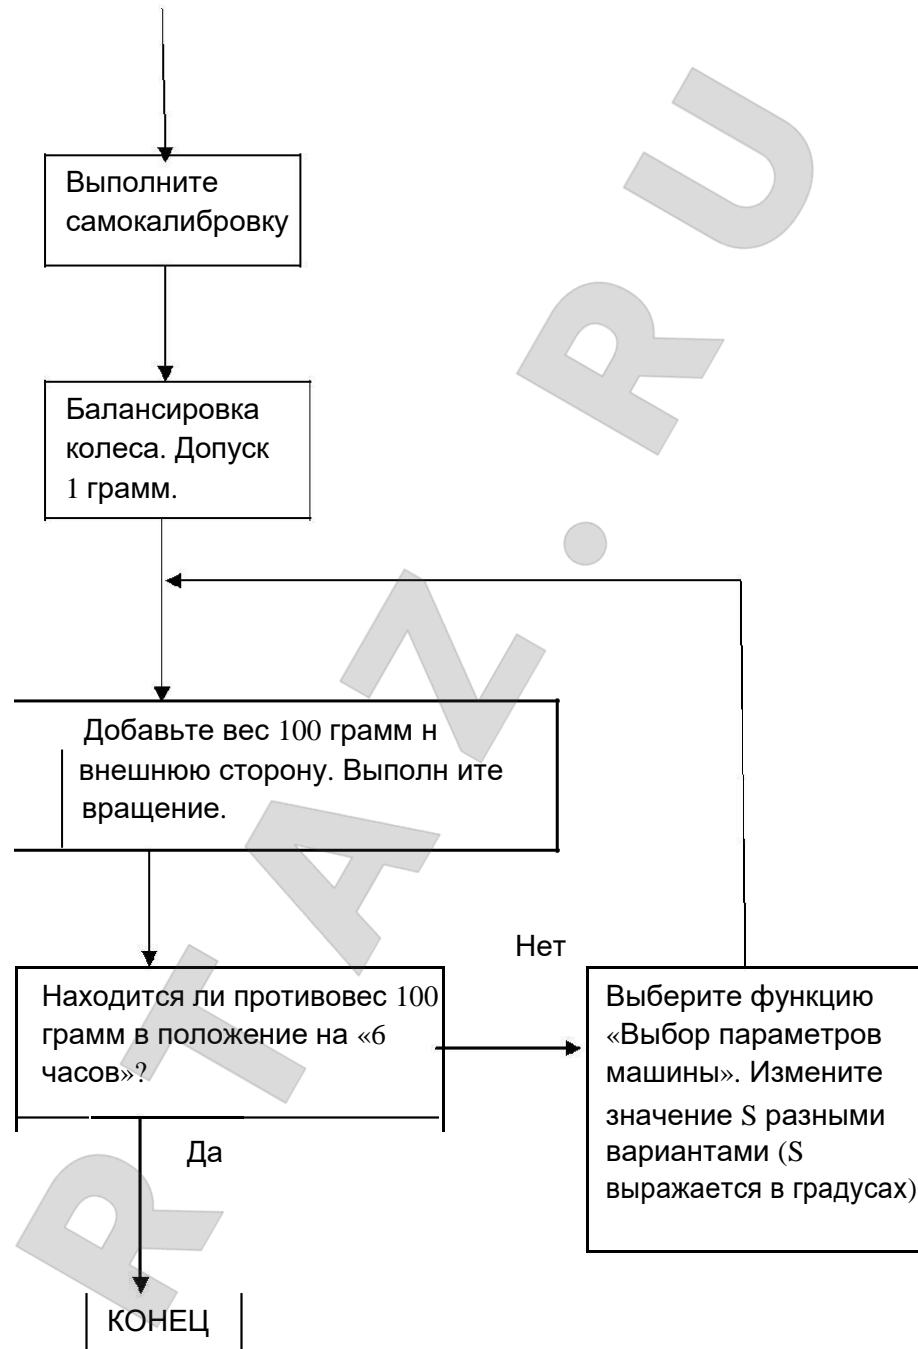 Выполните
самокалибровку
Балансировка
колеса. Допуск
1 грамм.
Добавьте вес 100 грамм н
внешнюю сторону. Выполн ите
вращение.
Нет
Находится ли противовес 100
грамм в положение на «6
часов»?
Выберите функцию
«Выбор параметров
машины». Измените
значение S разными
вариантами (S
выражается в градусах)
Да
КОНЕЦ
RTAZ.RU